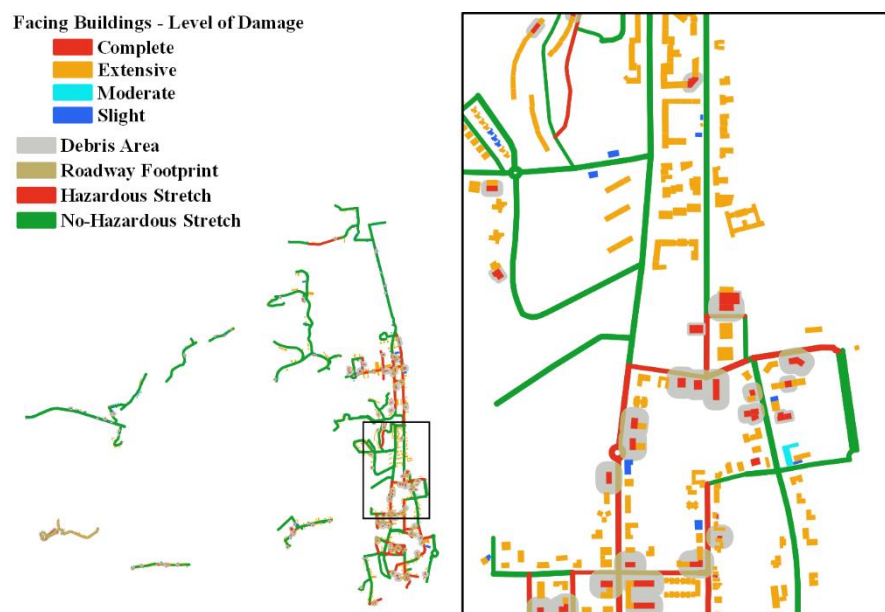 Facing Buildings - Level of Damage
Complete
Extensive
Moderate
Slight
Debris Area
Roadway Footprint
Hazardous Stretch
No-Hazardous Stretch